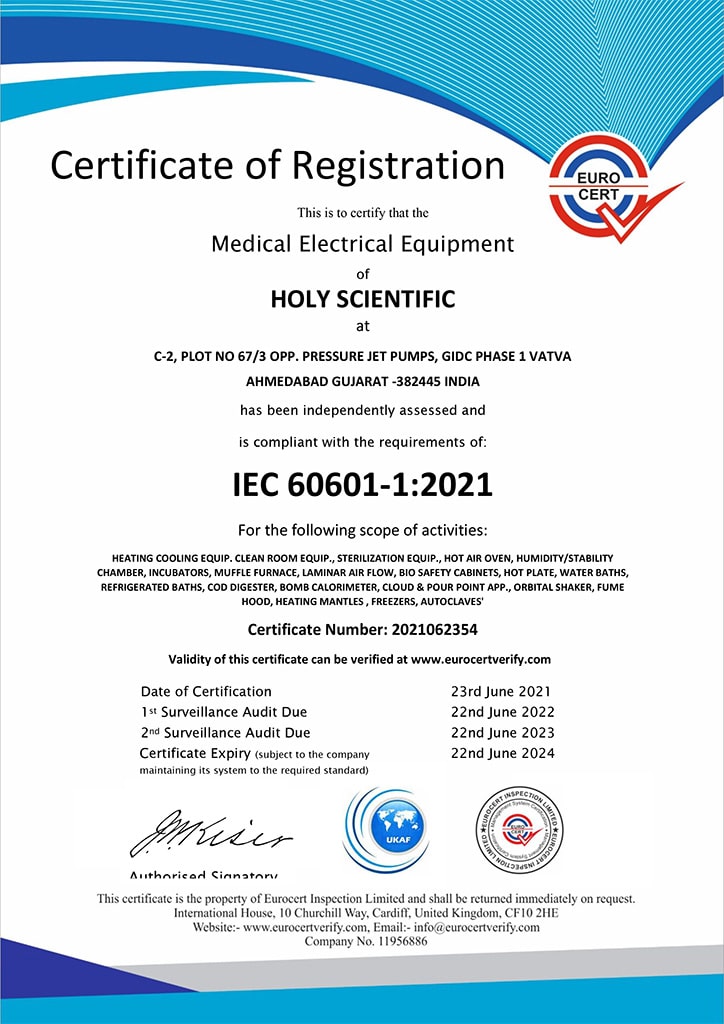 Certificate of Registration
EURO
CERT
This is to certify that the
Medical Electrical Equipment
of
HOLY SCIENTIFIC
at
C-2, PLOT NO 67/3 OPP. PRESSURE JET PUMPS, GIDC PHASE 1 VATVA
AHMEDABAD GUJARAT -382445 INDIA
has been independently assessed and
is compliant with the requirements of:
IEC 60601-1:2021
For the following scope of activities:
HEATING COOLING EQUIP. CLEAN ROOM EQUIP., STERILIZATION EQUIP., HOT AIR OVEN, HUMIDITY/STABILITY
CHAMBER, INCUBATORS, MUFFLE FURNACE, LAMINAR AIR FLOW, BIO SAFETY CABINETS, HOT PLATE, WATER BATHS,
REFRIGERATED BATHS, COD DIGESTER, BOMB CALORIMETER, CLOUD & POUR POINT APP., ORBITAL SHAKER, FUME
HOOD, HEATING MANTLES , FREEZERS, AUTOCLAVES'
Certificate Number: 2021062354
Validity of this certificate can be verified at www.eurocertverify.com
Date of Certification 23rd June 2021
1st Surveillance Audit Due 22nd June 2022
2nd Surveillance Audit Due 22nd June 2023
Certificate Expiry (subject to the company 22nd June 2024
maintaining its system to the required standard)
UKAF
EUROCERT INSPECTION LIMITED
EUROCERT INSPECTION LIMITED
Management System Certification
EURO
CERT
Authorised Signatory
This certificate is the property of Eurocert Inspection Limited and shall be returned immediately on request.
International House, 10 Churchill Way, Cardiff, United Kingdom, CF10 2HE
Website:- www.eurocertverify.com, Email:- info@eurocertverify.com
Company No. 11956886